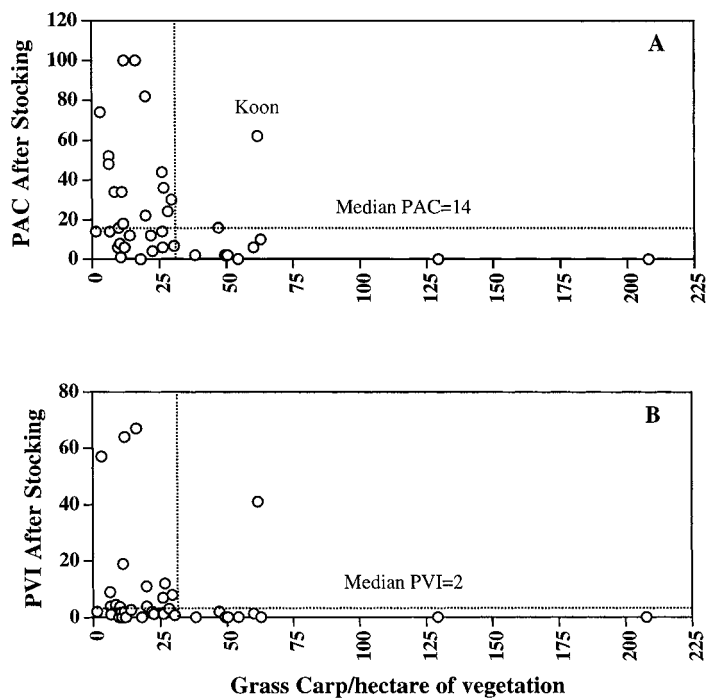 A
PAC After Stocking
120
100
80
60
40
20
0
Koon
Median PAC=14
0 25 50 75 100 125 150 175 200 225
B
PVI After Stocking
80
60
40
20
0
Median PVI=2
0 25 50 75 100 125 150 175 200 225
Grass Carp/hectare of vegetation